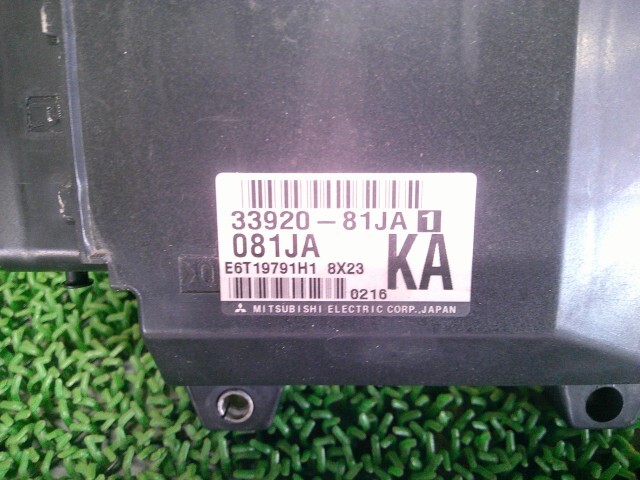 33920-81JA 1
081JA KA
E6T19791H1 8X23
0216
MITSUBISHI ELECTRIC CORP., JAPAN